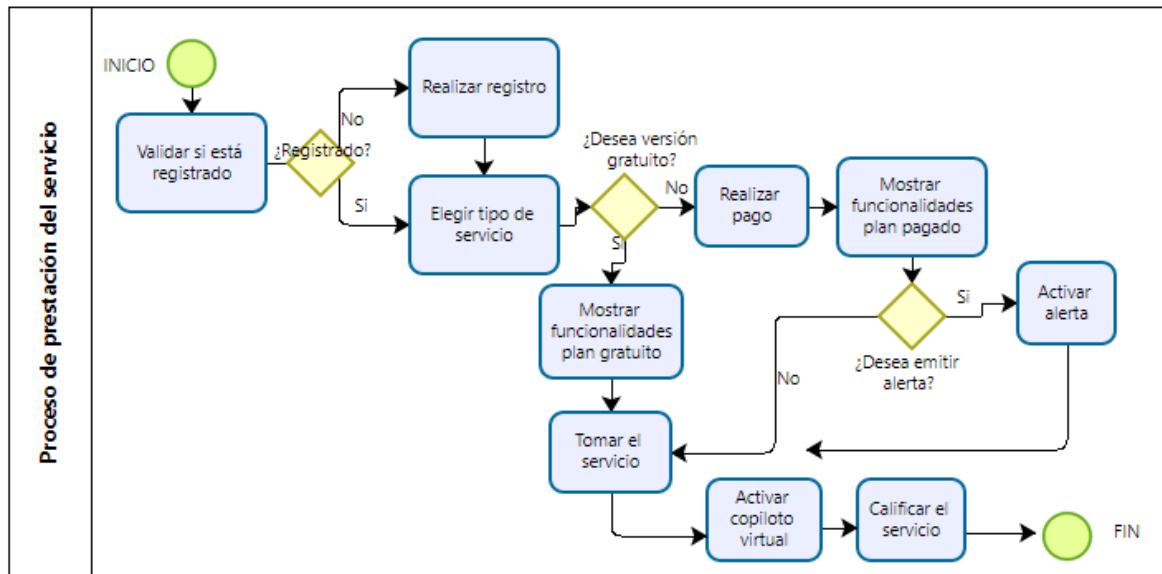 Proceso de prestación del servicio
INICIO
Validar si está
registrado
¿Registrado?
No
Si
Realizar registro
Elegir tipo de
servicio
¿Desea versión
gratuito?
No
Si
Realizar
pago
Mostrar
funcionalidades
plan pagado
Mostrar
funcionalidades
plan gratuito
¿Desea emitir
alerta?
Si
No
Activar
alerta
Tomar el
servicio
Activar
copiloto
virtual
Calificar el
servicio
FIN